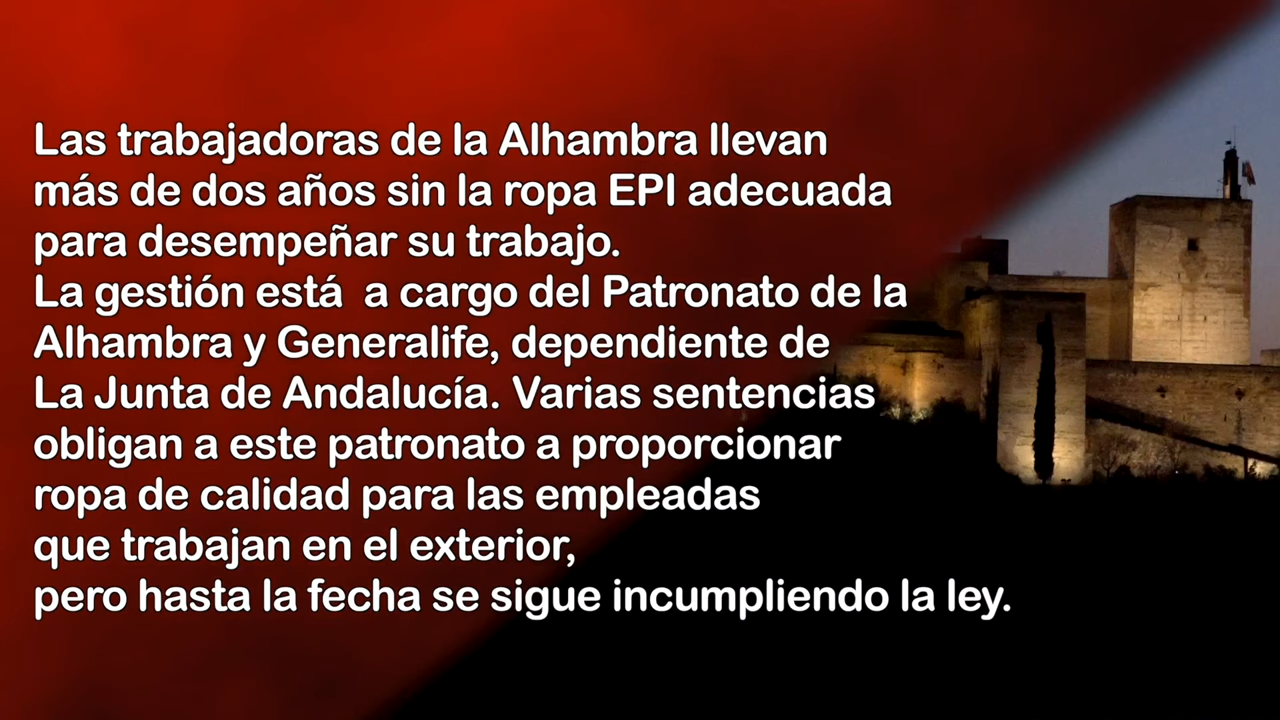 Las trabajadoras de la Alhambra llevan
más de dos años sin la ropa EPI adecuada
para desempeñar su trabajo.
La gestión está  a cargo del Patronato de la
Alhambra y Generalife, dependiente de
La Junta de Andalucía. Varias sentencias
obligan a este patronato a proporcionar
ropa de calidad para las empleadas
que trabajan en el exterior,
pero hasta la fecha se sigue incumpliendo la ley.